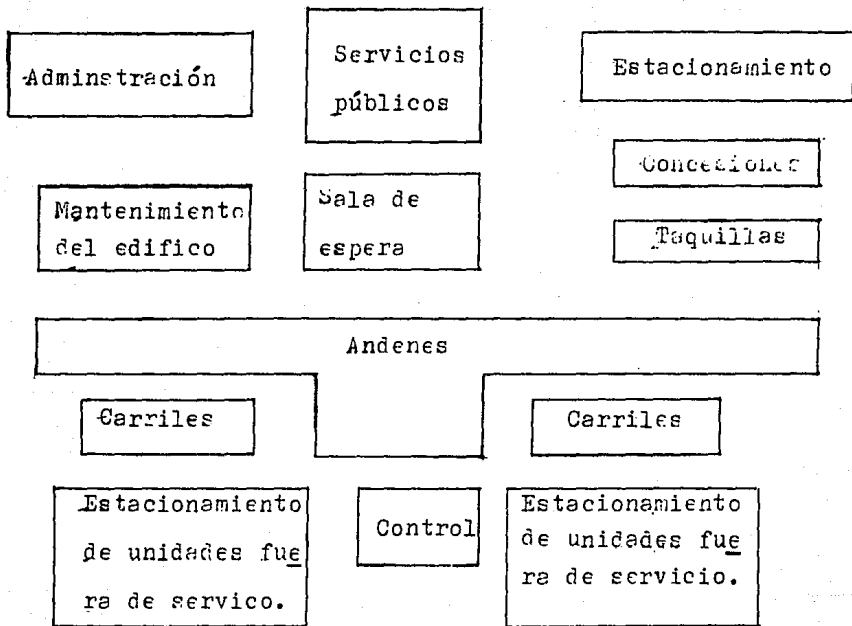 Adminstración
Servicios
públicos
Estacionamiento
Concesiones
Mantenimiento
del edifico
Sala de
espera
Taquillas
Andenes
Carriles
Carriles
Estacionamiento
de unidades fue
ra de servico.
Control
Estacionamiento
de unidades fue
ra de servicio.